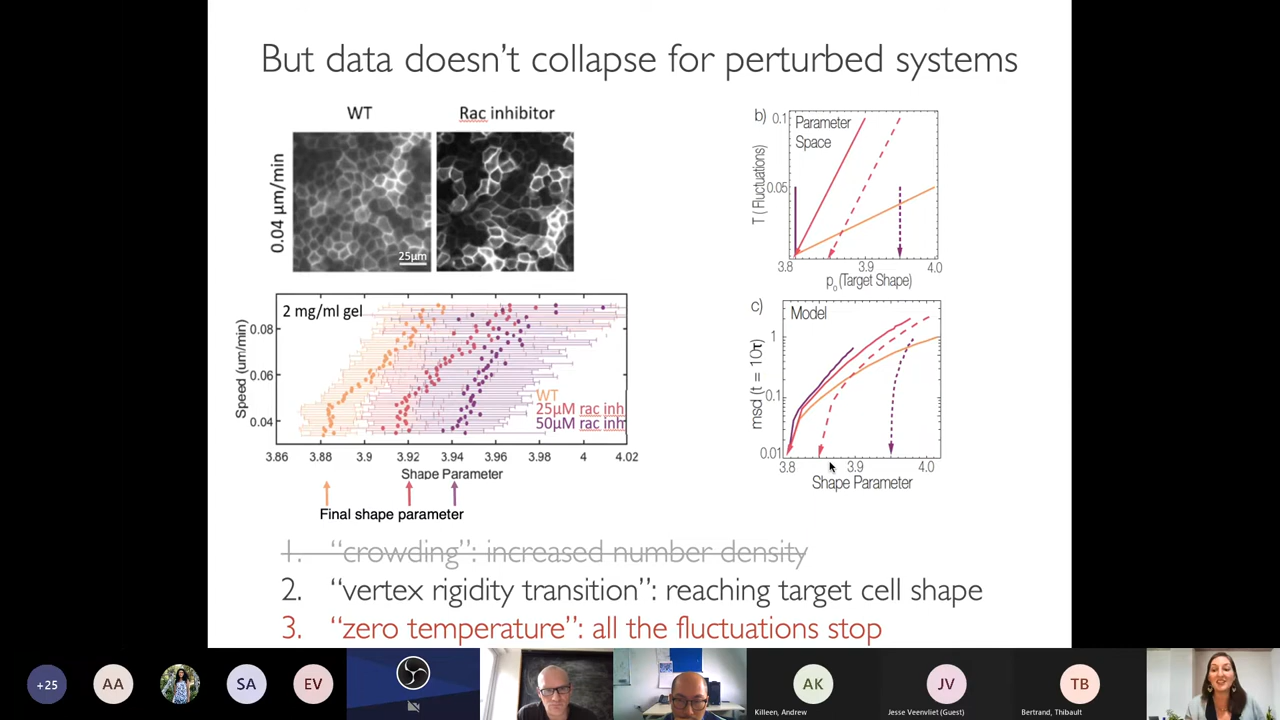 But data doesn't collapse for perturbed systems
WT
Rac inhibitor
0.04 µm/min
25µm
2 mg/ml gel
Speed (um/min)
0.08
0.06
0.04
WT
25µM rac inh
50µM rac inh
3.86 3.88 3.9 3.92 3.94 3.96 3.98 4 4.02
Shape Parameter
Final shape parameter
b)
Parameter
Space
T (Fluctuations)
0.1
0.05
3.8 3.9 4.0
p₀ (Target Shape)
c)
Model
msd (t = 10τ)
1
0.1
0.01
3.8 3.9 4.0
Shape Parameter
1. "crowding": increased number density
2. "vertex rigidity transition": reaching target cell shape
3. "zero temperature": all the fluctuations stop
+25
AA
SA
EV
AK
Killeen, Andrew
JV
Jesse Veenvliet (Guest)
TB
Bertrand, Thibault